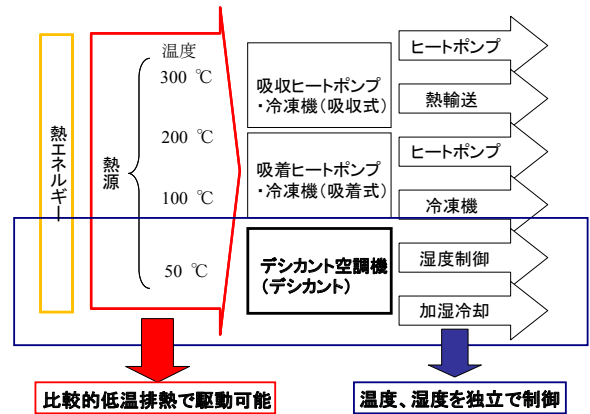 熱エネルギー
熱源
温度
300 ℃
200 ℃
100 ℃
50 ℃
吸収ヒートポンプ
・冷凍機(吸収式)
吸着ヒートポンプ
・冷凍機(吸着式)
デシカント空調機
(デシカント)
ヒートポンプ
熱輸送
ヒートポンプ
冷凍機
湿度制御
加湿冷却
比較的低温排熱で駆動可能
温度、湿度を独立で制御